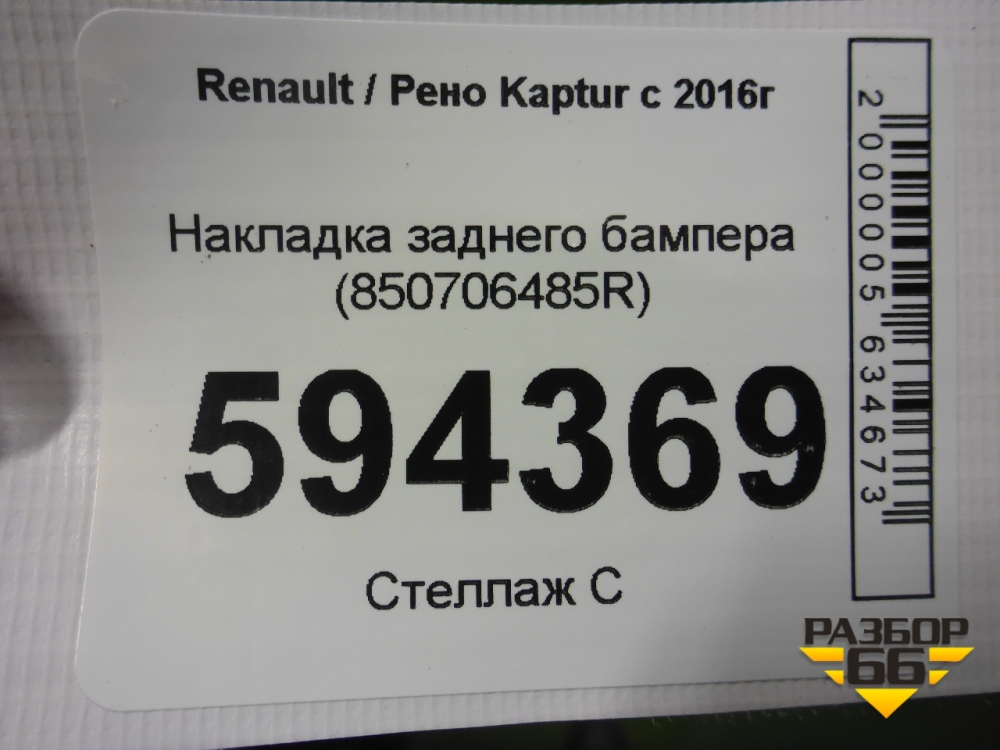 Renault / Рено Kaptur с 2016г
Накладка заднего бампера
(850706485R)
594369
Стеллаж С
2000005634673
РАЗБОР
66